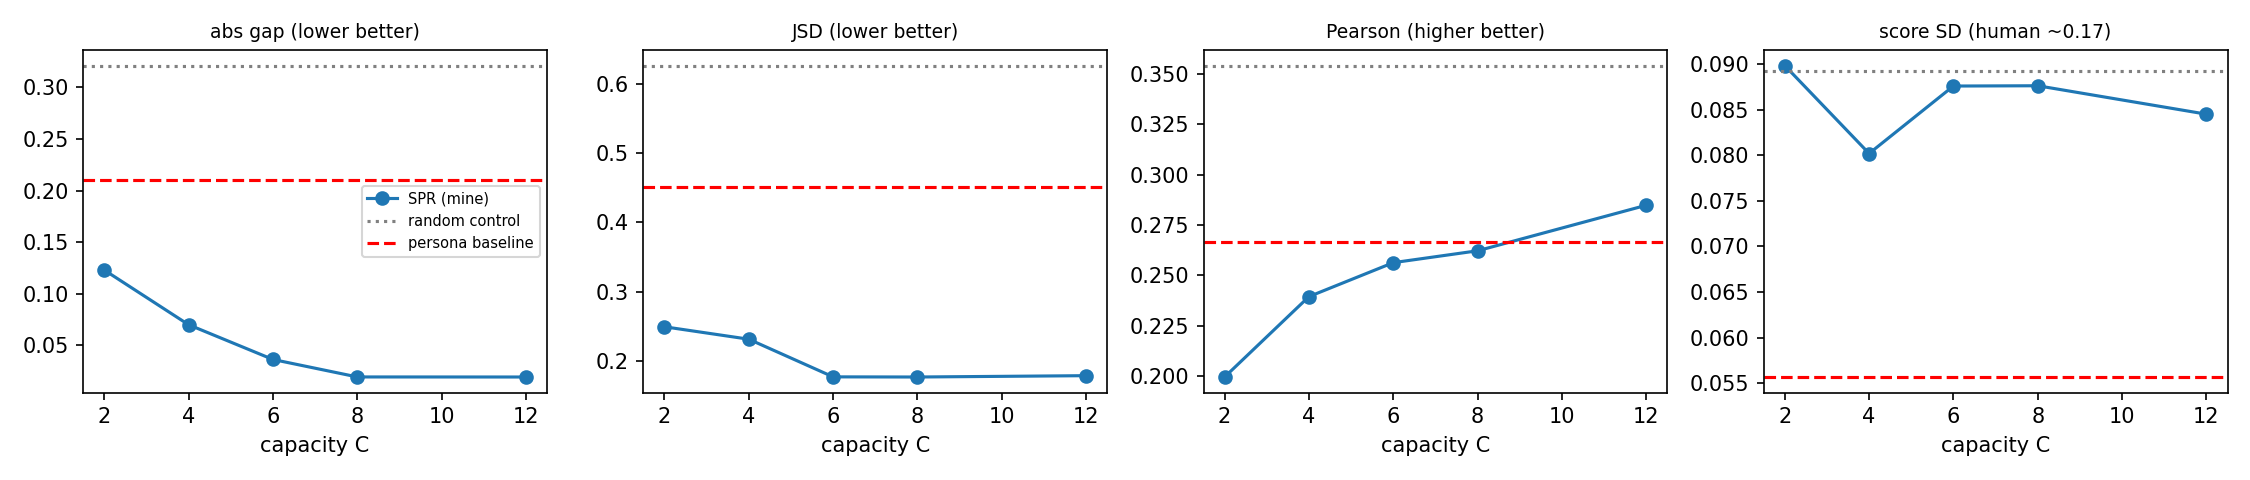 abs gap (lower better)
0.30
0.25
0.20
0.15
0.10
0.05
SPR (mine)
random control
persona baseline
2 4 6 8 10 12
capacity C
JSD (lower better)
0.6
0.5
0.4
0.3
0.2
2 4 6 8 10 12
capacity C
Pearson (higher better)
0.350
0.325
0.300
0.275
0.250
0.225
0.200
2 4 6 8 10 12
capacity C
score SD (human ~0.17)
0.090
0.085
0.080
0.075
0.070
0.065
0.060
0.055
2 4 6 8 10 12
capacity C